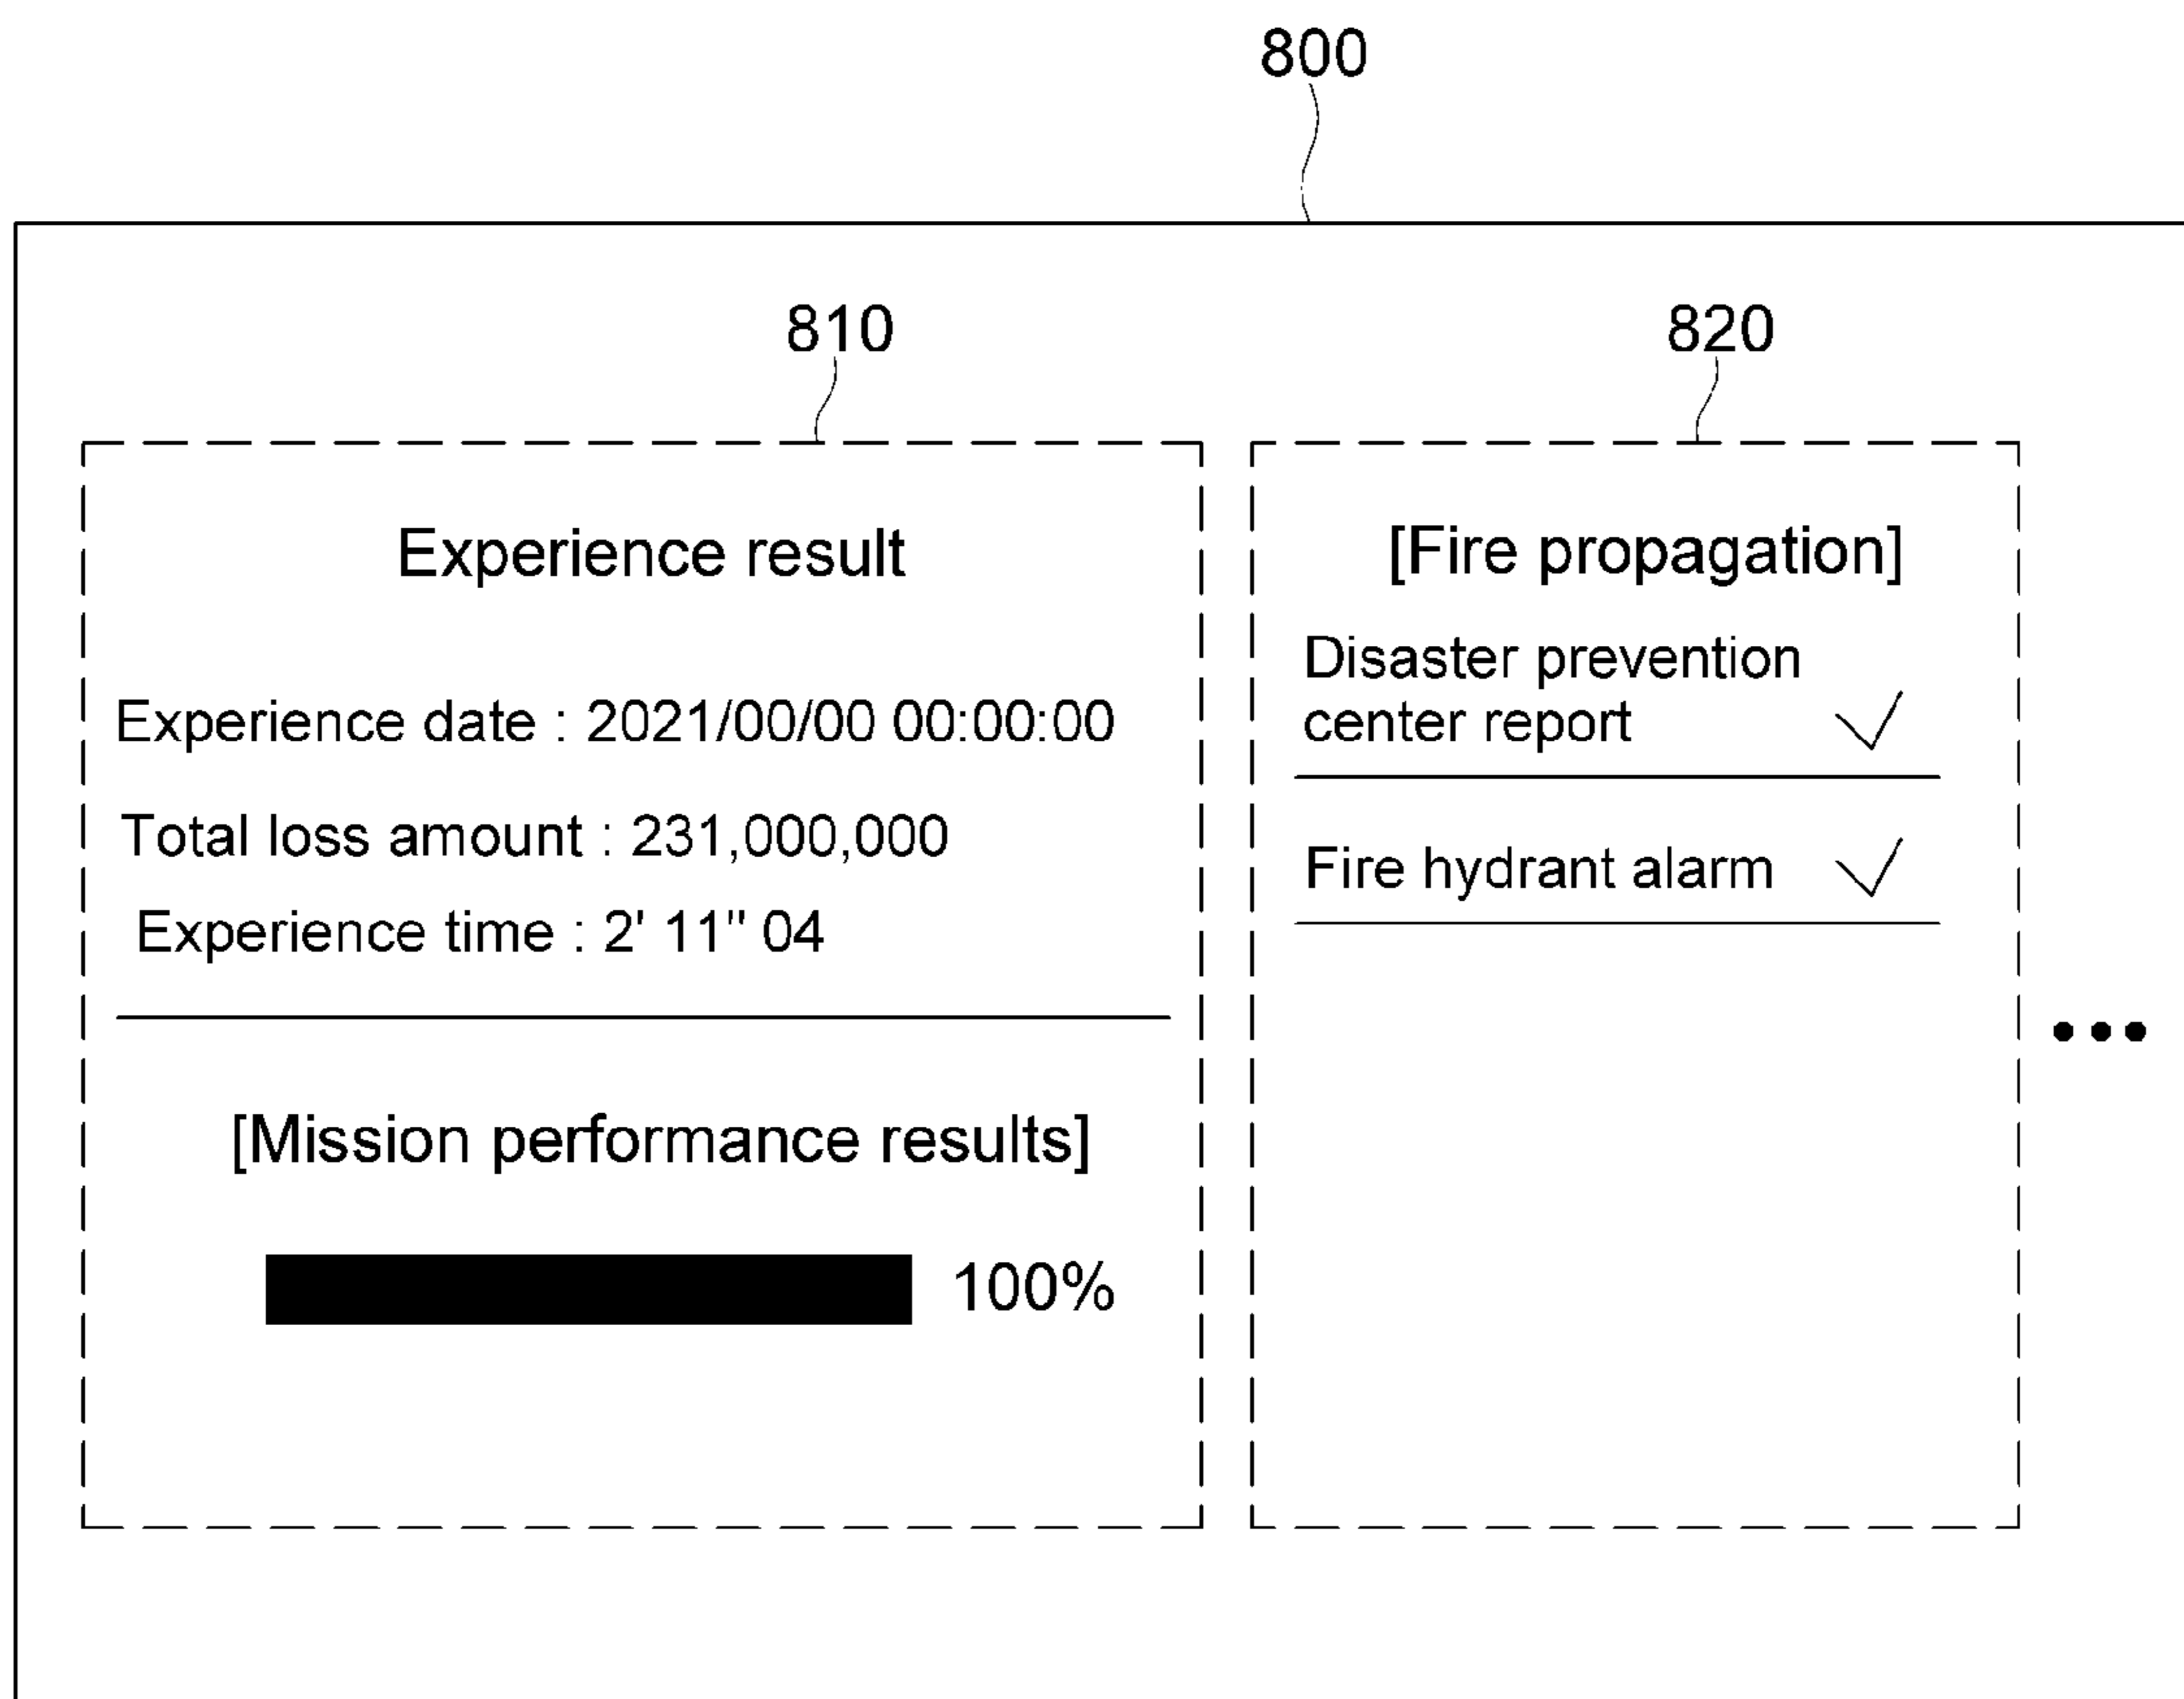 800
810
820
Experience result
Experience date : 2021/00/00 00:00:00
Total loss amount : 231,000,000
Experience time : 2' 11" 04
[Mission performance results]
100%
[Fire propagation]
Disaster prevention
center report
Fire hydrant alarm